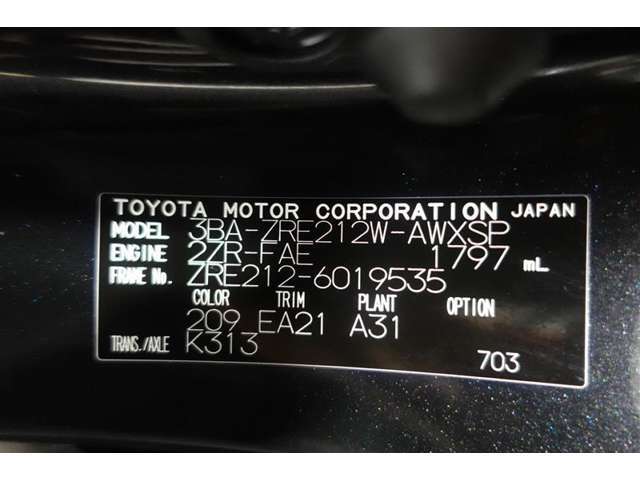 TOYOTA MOTOR CORPORATION JAPAN
MODEL 3BA-ZRE212W-AWXSP
ENGINE 2ZR-FAE 1797 mL
FRAME No. ZRE212-6019535
COLOR TRIM PLANT OPTION
209 EA21 A31
TRANS./AXLE K313
703